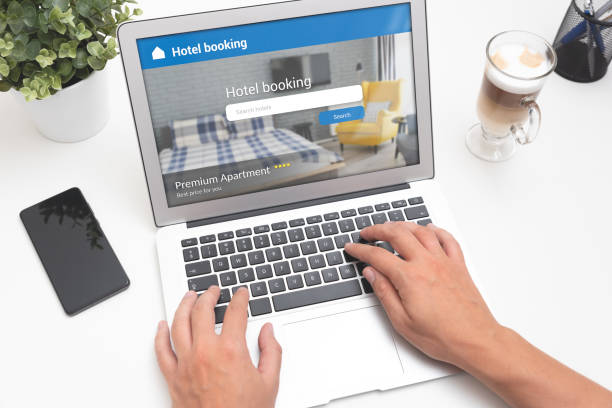 Hotel booking
Hotel booking
Search hotels
Search
Premium Apartment ★★★★
Best price for you